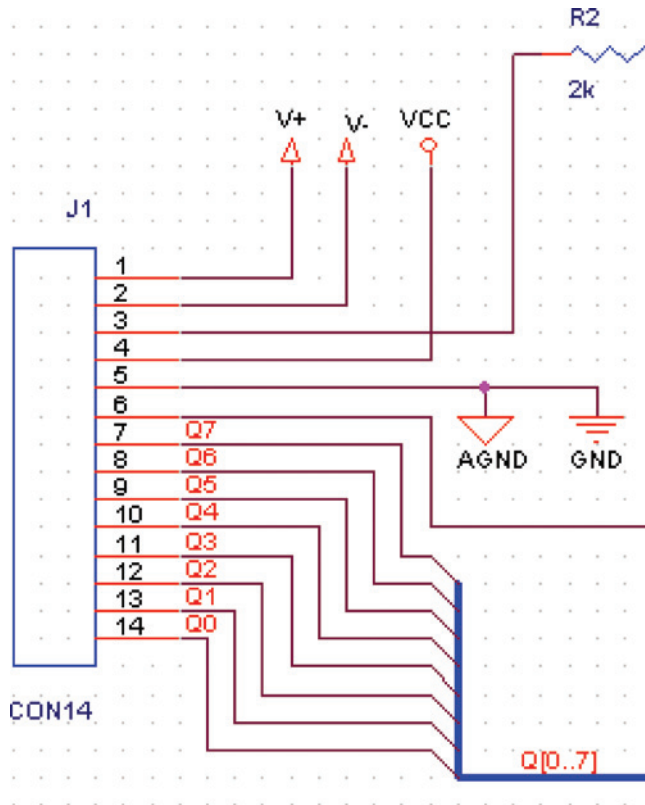 R2
2k
V+ V- VCC
J1
1
2
3
4
5
6
7 Q7
8 Q6
9 Q5
10 Q4
11 Q3
12 Q2
13 Q1
14 Q0
AGND GND
CON14
Q[0..7]